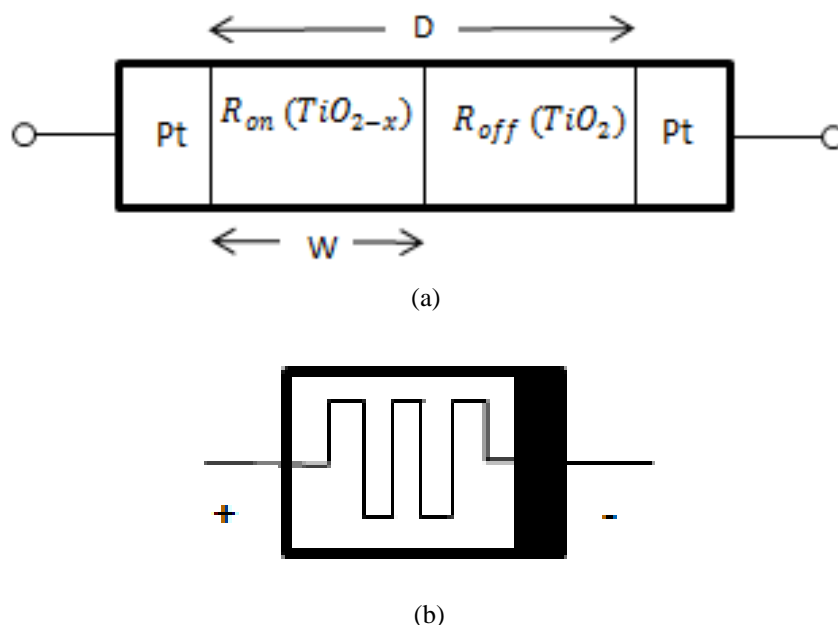 D
Pt R_on (TiO_2-x) R_off (TiO_2) Pt
W
(a)
+ -
(b)